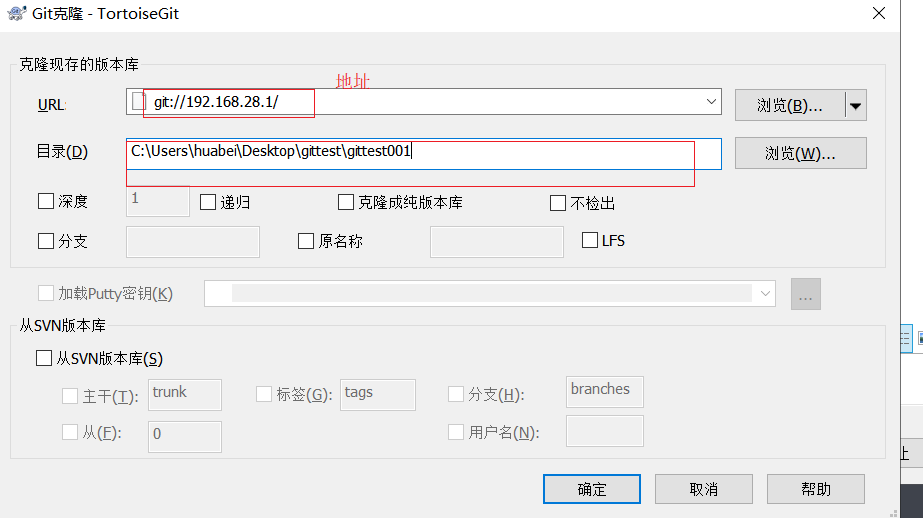 Git克隆 - TortoiseGit
克隆现存的版本库
地址
URL: git://192.168.28.1/ 浏览(B)...
目录(D) C:\Users\huabei\Desktop\gittest\gittest001 浏览(W)...
深度 1 递归 克隆成纯版本库 不检出
分支 原名称 LFS
加载Putty密钥(K) ...
从SVN版本库
从SVN版本库(S)
主干(T): trunk 标签(G): tags 分支(H): branches
从(F): 0 用户名(N):
确定 取消 帮助
止